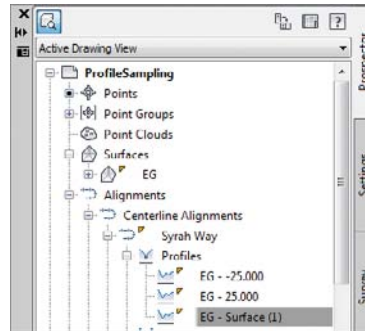 Active Drawing View
ProfileSampling
Points
Point Groups
Point Clouds
Surfaces
EG
Alignments
Centerline Alignments
Syrah Way
Profiles
EG - -25.000
EG - 25.000
EG - Surface (1)
Prospector
Settings
Survey